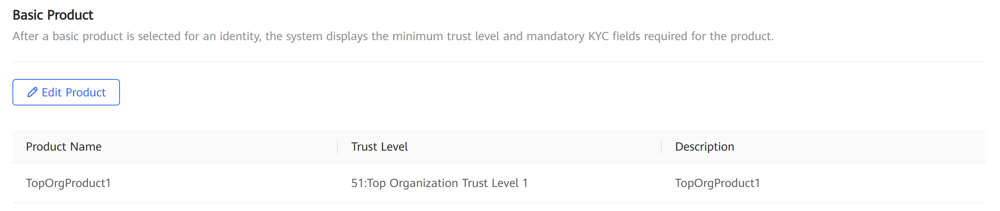 Basic Product
After a basic product is selected for an identity, the system displays the minimum trust level and mandatory KYC fields required for the product.
Edit Product
Product Name Trust Level Description
TopOrgProduct1 51:Top Organization Trust Level 1 TopOrgProduct1